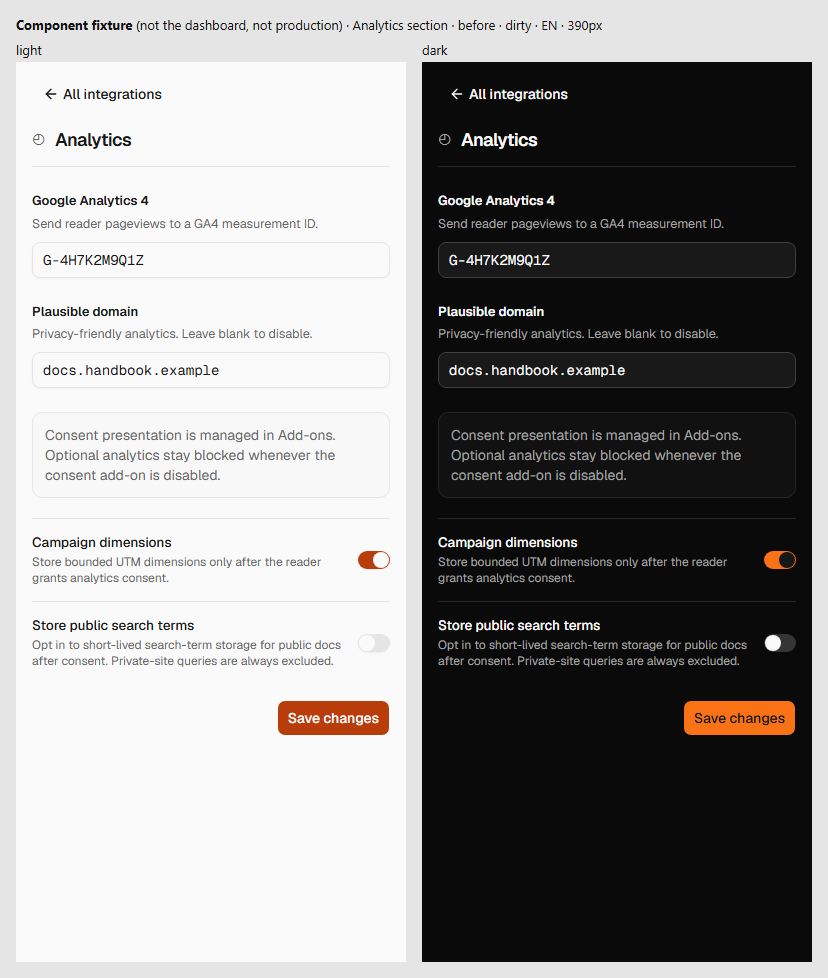 Component fixture (not the dashboard, not production) · Analytics section · before · dirty · EN · 390px
light
← All integrations
Analytics
Google Analytics 4
Send reader pageviews to a GA4 measurement ID.
G-4H7K2M9Q1Z
Plausible domain
Privacy-friendly analytics. Leave blank to disable.
docs.handbook.example
Consent presentation is managed in Add-ons.
Optional analytics stay blocked whenever the
consent add-on is disabled.
Campaign dimensions
Store bounded UTM dimensions only after the reader
grants analytics consent.
Store public search terms
Opt in to short-lived search-term storage for public docs
after consent. Private-site queries are always excluded.
Save changes
dark
← All integrations
Analytics
Google Analytics 4
Send reader pageviews to a GA4 measurement ID.
G-4H7K2M9Q1Z
Plausible domain
Privacy-friendly analytics. Leave blank to disable.
docs.handbook.example
Consent presentation is managed in Add-ons.
Optional analytics stay blocked whenever the
consent add-on is disabled.
Campaign dimensions
Store bounded UTM dimensions only after the reader
grants analytics consent.
Store public search terms
Opt in to short-lived search-term storage for public docs
after consent. Private-site queries are always excluded.
Save changes